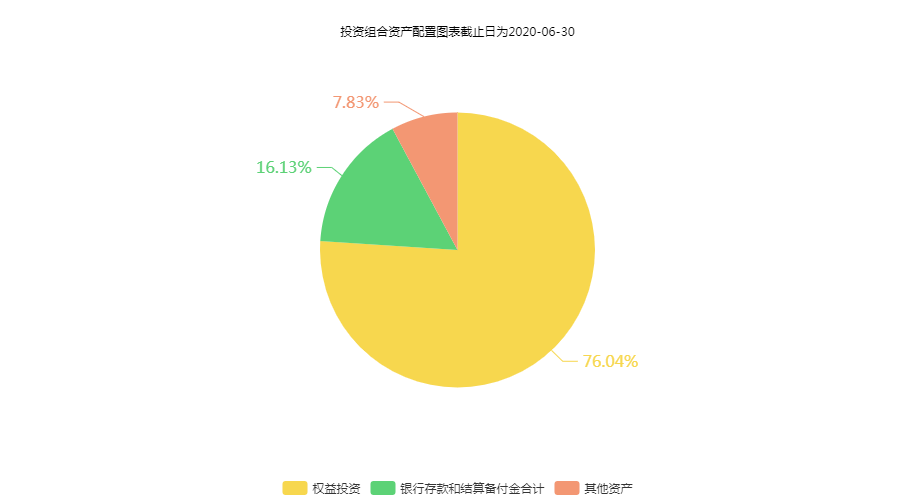 投资组合资产配置图表截止日为2020-06-30
7.83%
16.13%
76.04%
权益投资 银行存款和结算备付金合计 其他资产